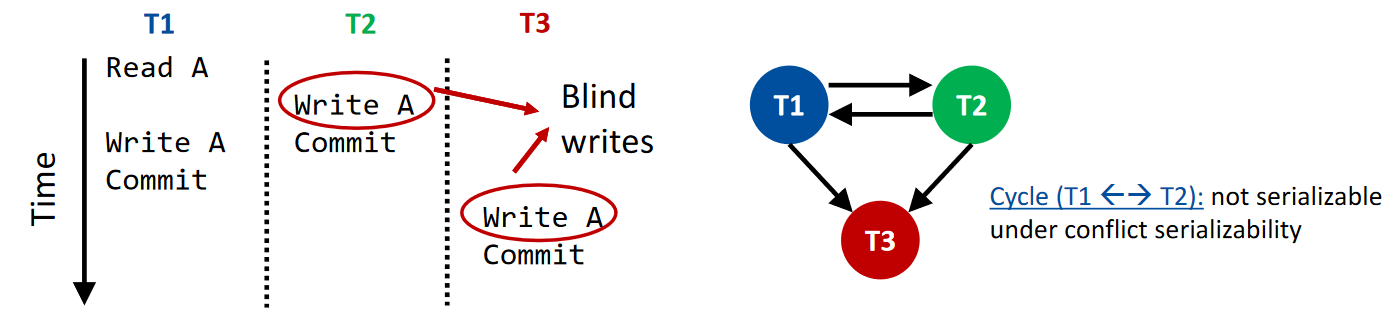 T1
T2
T3
Read A
Write A
Commit
Write A
Commit
Write A
Commit
Blind
writes
Time
T1
T2
T3
Cycle (T1 ←→ T2): not serializable
under conflict serializability